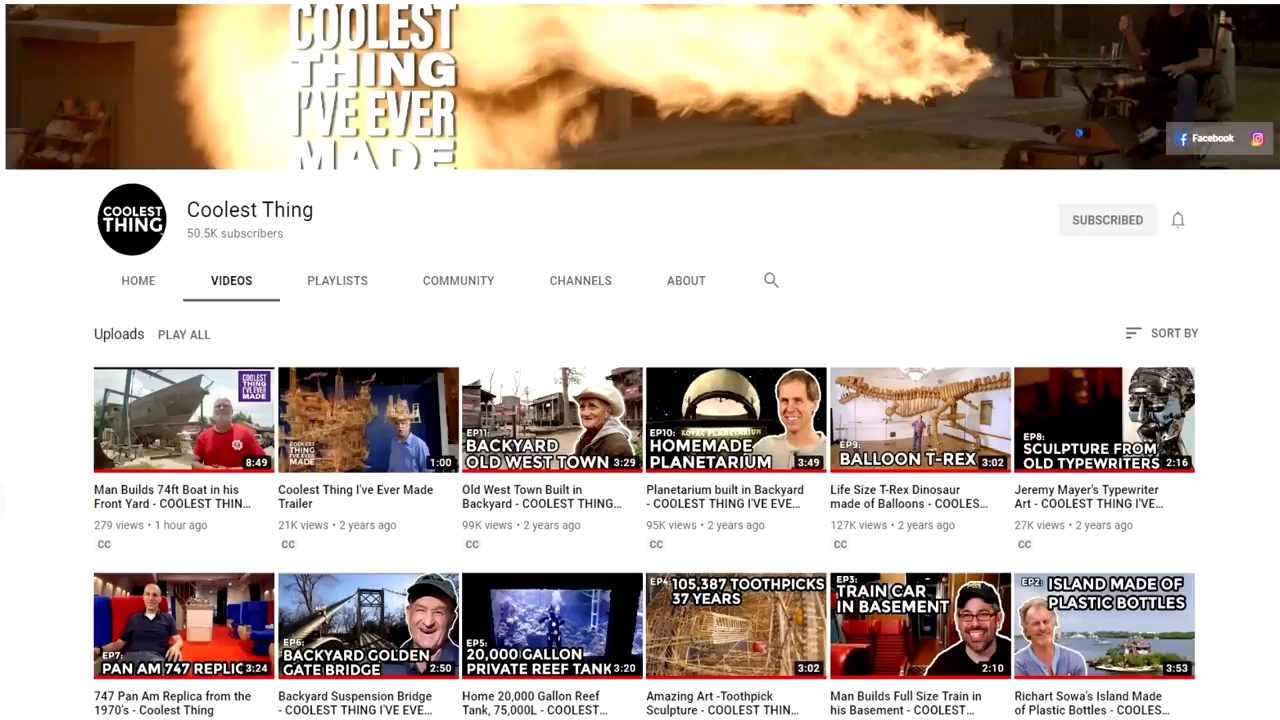 COOLEST
THING
I'VE EVER
MADE
Facebook
COOLEST
THING
Coolest Thing
50.5K subscribers
SUBSCRIBED
HOME
VIDEOS
PLAYLISTS
COMMUNITY
CHANNELS
ABOUT
Uploads
PLAY ALL
SORT BY
COOLEST
THING
I'VE EVER
MADE
8:49
Man Builds 74ft Boat in his
Front Yard - COOLEST THIN...
279 views • 1 hour ago
CC
COOLEST
THING
I'VE EVER
MADE
1:00
Coolest Thing I've Ever Made
Trailer
21K views • 2 years ago
CC
EP11:
BACKYARD
OLD WEST TOWN
3:29
Old West Town Built in
Backyard - COOLEST THING...
99K views • 2 years ago
CC
KOVAC PLANETARIUM
EP10:
HOMEMADE
PLANETARIUM
3:49
Planetarium built in Backyard
- COOLEST THING I'VE EVE...
95K views • 2 years ago
CC
EP9:
BALLOON T-REX
3:02
Life Size T-Rex Dinosaur
made of Balloons - COOLES...
127K views • 2 years ago
CC
EP8:
SCULPTURE FROM
OLD TYPEWRITERS
2:16
Jeremy Mayer's Typewriter
Art - COOLEST THING I'VE...
27K views • 2 years ago
CC
EP7:
PAN AM 747 REPLIC
3:24
747 Pan Am Replica from the
1970's - Coolest Thing
EP6:
BACKYARD GOLDEN
GATE BRIDGE
2:50
Backyard Suspension Bridge
- COOLEST THING I'VE EVE...
EP5:
20,000 GALLON
PRIVATE REEF TANK
3:20
Home 20,000 Gallon Reef
Tank, 75,000L - COOLEST...
EP4:
105,387 TOOTHPICKS
37 YEARS
3:02
Amazing Art -Toothpick
Sculpture - COOLEST THIN...
EP3:
TRAIN CAR
IN BASEMENT
2:10
Man Builds Full Size Train in
his Basement - COOLEST...
EP2:
ISLAND MADE OF
PLASTIC BOTTLES
3:53
Richart Sowa's Island Made
of Plastic Bottles - COOLES...